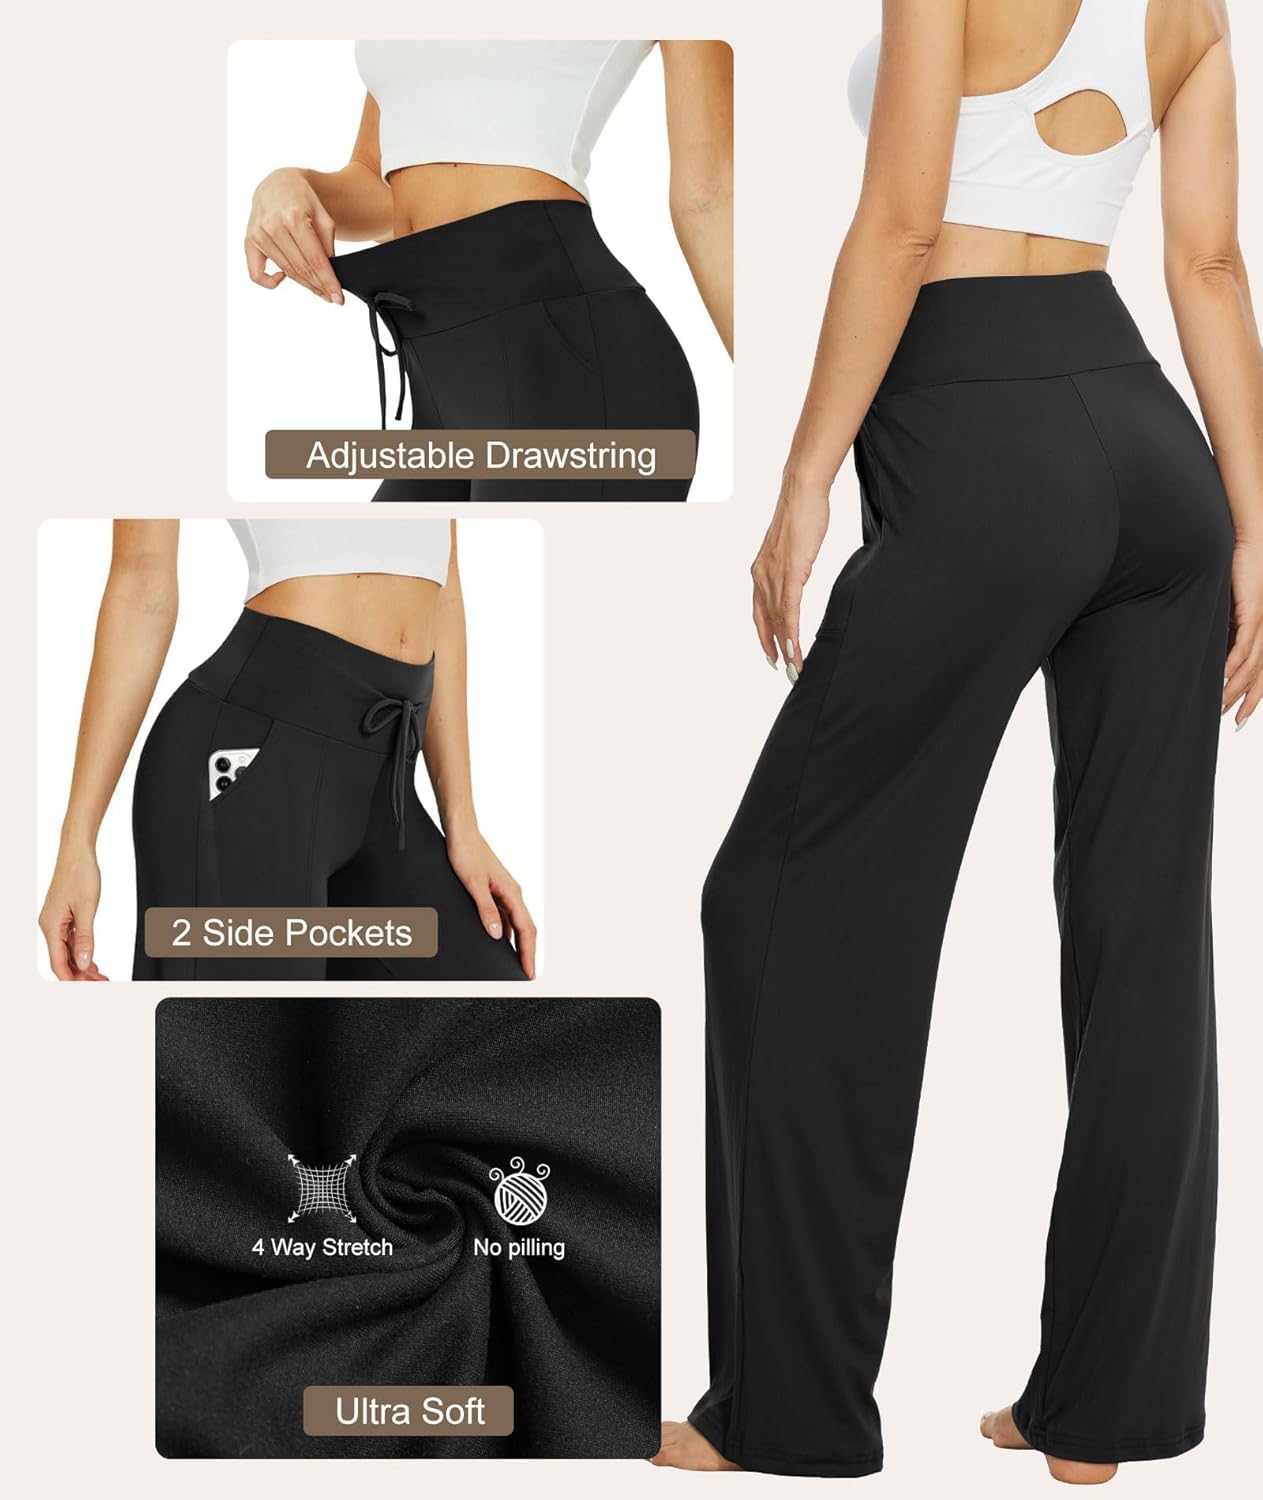 Adjustable Drawstring
2 Side Pockets
4 Way Stretch
No pilling
Ultra Soft